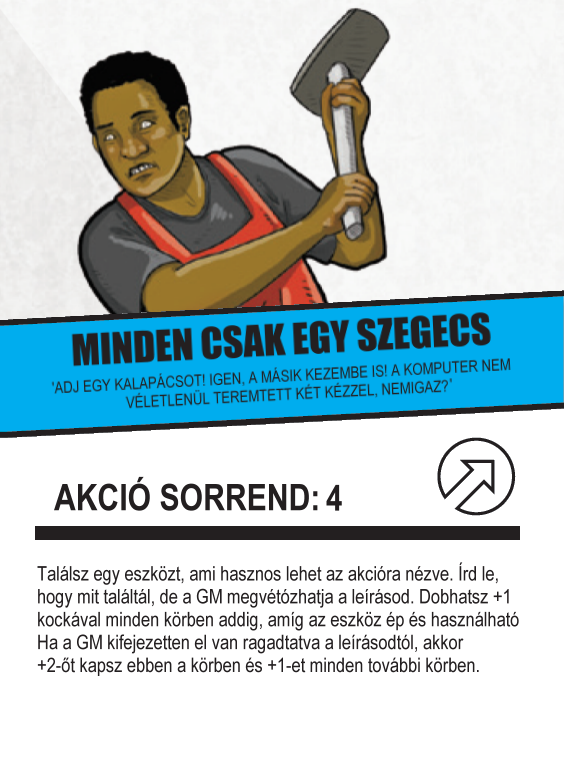 MINDEN CSAK EGY SZEGECS
'ADJ EGY KALAPÁCSOT! IGEN, A MÁSIK KEZEMBE IS! A KOMPUTER NEM
VÉLETLENÜL TEREMTETT KÉT KÉZZEL, NEMIGAZ?'
AKCIÓ SORREND: 4
Találsz egy eszközt, ami hasznos lehet az akcióra nézve. Írd le,
hogy mit találtál, de a GM megvétózhatja a leírásod. Dobhatsz +1
kockával minden körben addig, amíg az eszköz ép és használható
Ha a GM kifejezetten el van ragadtatva a leírásodtól, akkor
+2-őt kapsz ebben a körben és +1-et minden további körben.